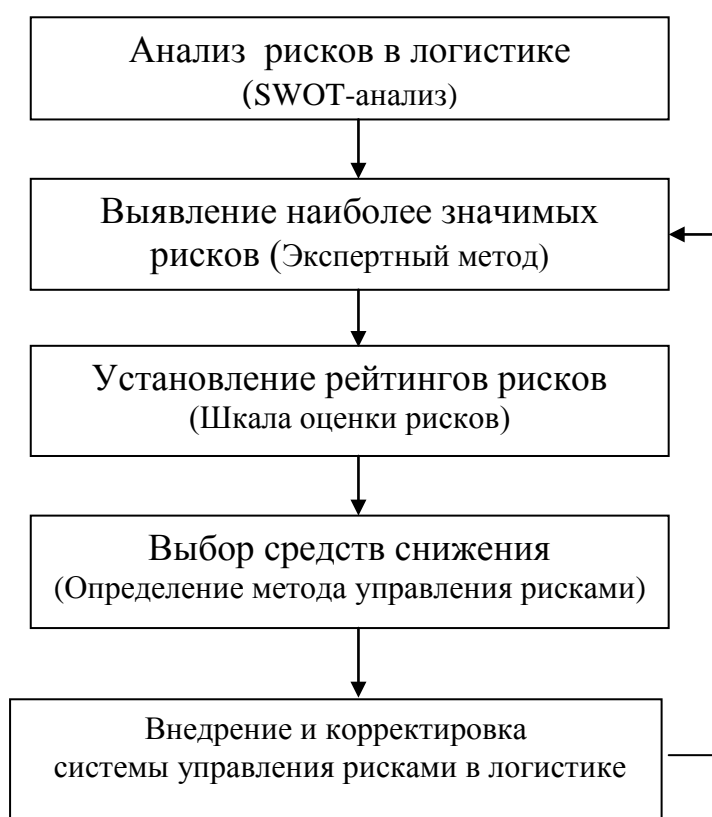 Анализ рисков в логистике
(SWOT-анализ)
Выявление наиболее значимых
рисков (Экспертный метод)
Установление рейтингов рисков
(Шкала оценки рисков)
Выбор средств снижения
(Определение метода управления рисками)
Внедрение и корректировка
системы управления рисками в логистике